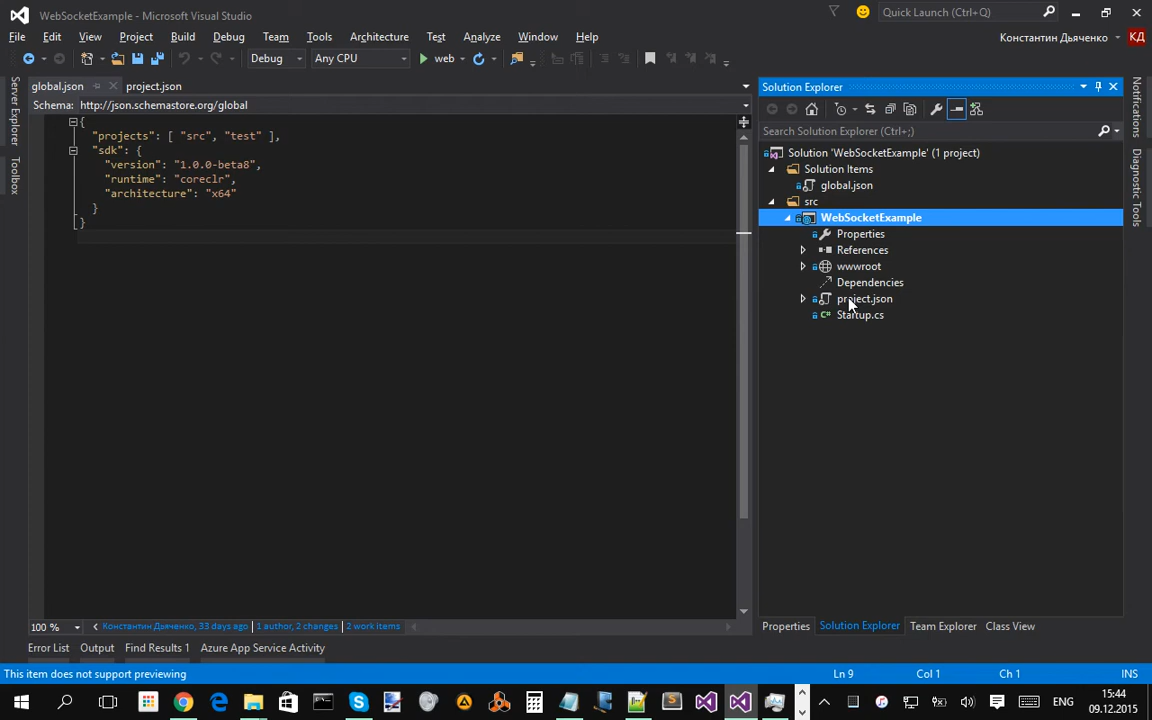 WebSocketExample - Microsoft Visual Studio
Quick Launch (Ctrl+Q)
File Edit View Project Build Debug Team Tools Architecture Test Analyze Window Help
Константин Дьяченко КД
Debug Any CPU web
global.json project.json
Schema: http://json.schemastore.org/global
{
"projects": [ "src", "test" ],
"sdk": {
"version": "1.0.0-beta8",
"runtime": "coreclr",
"architecture": "x64"
}
}
Server Explorer
Toolbox
Solution Explorer
Search Solution Explorer (Ctrl+;)
Solution 'WebSocketExample' (1 project)
Solution Items
global.json
src
WebSocketExample
Properties
References
wwwroot
Dependencies
project.json
C# Startup.cs
Notifications
Diagnostic Tools
100 % Константин Дьяченко, 33 days ago | 1 author, 2 changes | 2 work items
Properties Solution Explorer Team Explorer Class View
Error List Output Find Results 1 Azure App Service Activity
This item does not support previewing Ln 9 Col 1 Ch 1 INS
ENG
15:44
09.12.2015